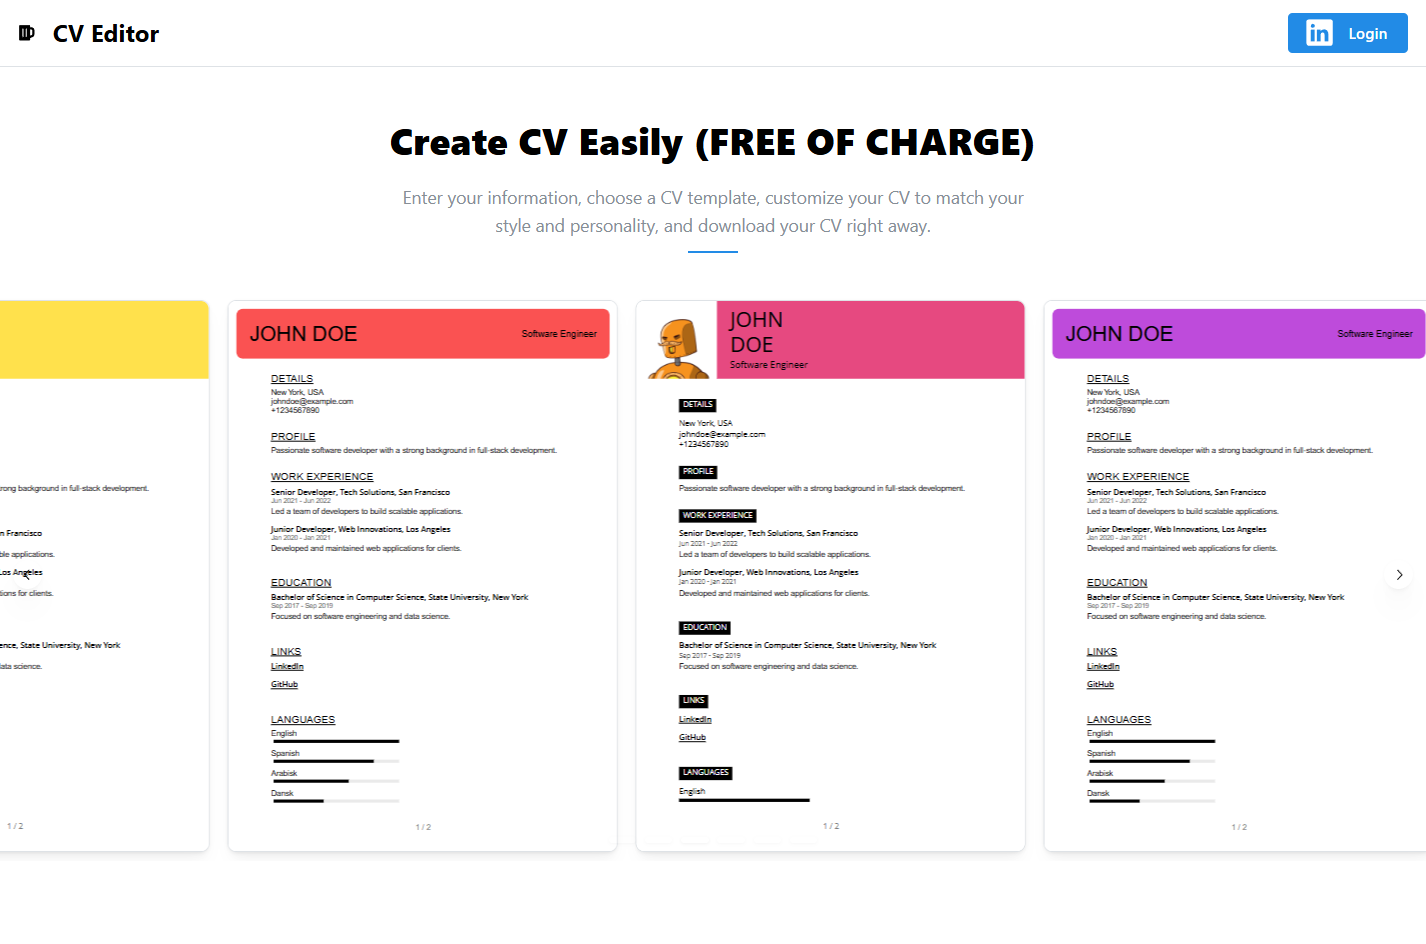 CV Editor
Login
Create CV Easily (FREE OF CHARGE)
Enter your information, choose a CV template, customize your CV to match your
style and personality, and download your CV right away.
rong background in full-stack development.
n Francisco
ble applications.
Los Angeles
ions for clients.
ence, State University, New York
ata science.
1 / 2
JOHN DOE
Software Engineer
DETAILS
New York, USA
johndoe@example.com
+1234567890
PROFILE
Passionate software developer with a strong background in full-stack development.
WORK EXPERIENCE
Senior Developer, Tech Solutions, San Francisco
Jun 2021 - Jun 2022
Led a team of developers to build scalable applications.
Junior Developer, Web Innovations, Los Angeles
Jan 2020 - Jan 2021
Developed and maintained web applications for clients.
EDUCATION
Bachelor of Science in Computer Science, State University, New York
Sep 2017 - Sep 2019
Focused on software engineering and data science.
LINKS
LinkedIn
GitHub
LANGUAGES
English
Spanish
Arabisk
Dansk
1 / 2
JOHN
DOE
Software Engineer
DETAILS
New York, USA
johndoe@example.com
+1234567890
PROFILE
Passionate software developer with a strong background in full-stack development.
WORK EXPERIENCE
Senior Developer, Tech Solutions, San Francisco
Jun 2021 - Jun 2022
Led a team of developers to build scalable applications.
Junior Developer, Web Innovations, Los Angeles
Jan 2020 - Jan 2021
Developed and maintained web applications for clients.
EDUCATION
Bachelor of Science in Computer Science, State University, New York
Sep 2017 - Sep 2019
Focused on software engineering and data science.
LINKS
LinkedIn
GitHub
LANGUAGES
English
1 / 2
JOHN DOE
Software Engineer
DETAILS
New York, USA
johndoe@example.com
+1234567890
PROFILE
Passionate software developer with a strong background in full-stack development.
WORK EXPERIENCE
Senior Developer, Tech Solutions, San Francisco
Jun 2021 - Jun 2022
Led a team of developers to build scalable applications.
Junior Developer, Web Innovations, Los Angeles
Jan 2020 - Jan 2021
Developed and maintained web applications for clients.
EDUCATION
Bachelor of Science in Computer Science, State University, New York
Sep 2017 - Sep 2019
Focused on software engineering and data science.
LINKS
LinkedIn
GitHub
LANGUAGES
English
Spanish
Arabisk
Dansk
1 / 2